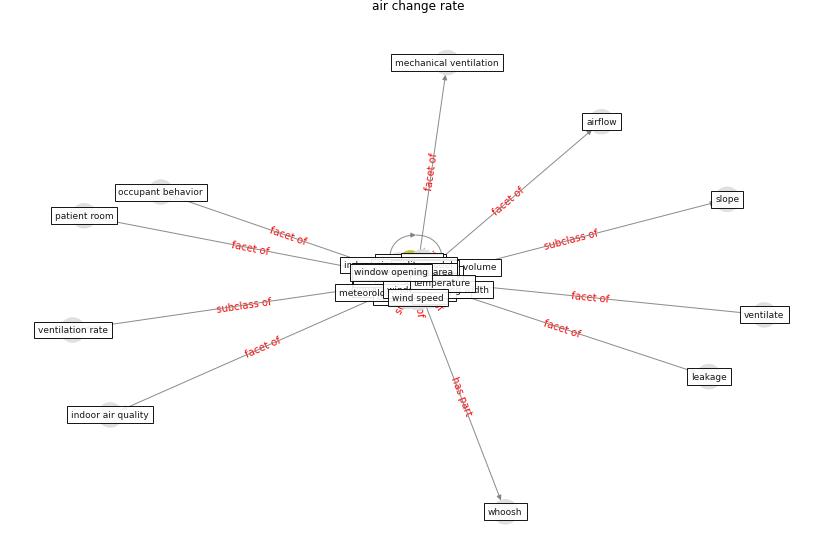 air change rate
mechanical ventilation
airflow
facet of
occupant behavior
facet of
slope
patient room
facet of
facet of
subclass of
volume
window opening
area
temperature
wind speed
facet of
ventilate
subclass of
ventilation rate
facet of
facet of
leakage
has part
indoor air quality
whoosh